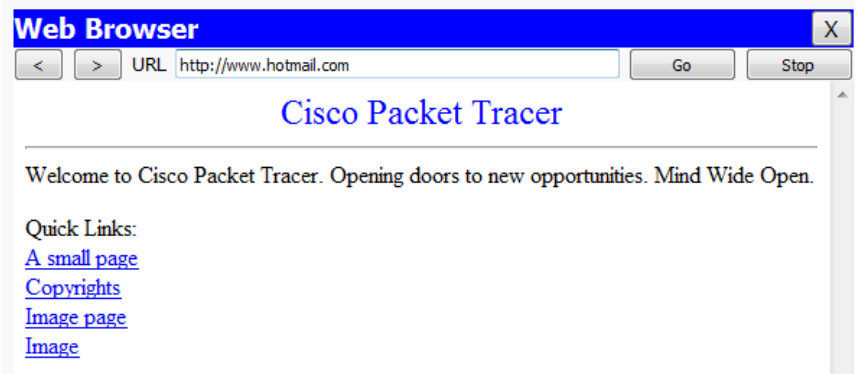 Web Browser X
< > URL http://www.hotmail.com Go Stop
Cisco Packet Tracer
Welcome to Cisco Packet Tracer. Opening doors to new opportunities. Mind Wide Open.
Quick Links:
A small page
Copyrights
Image page
Image